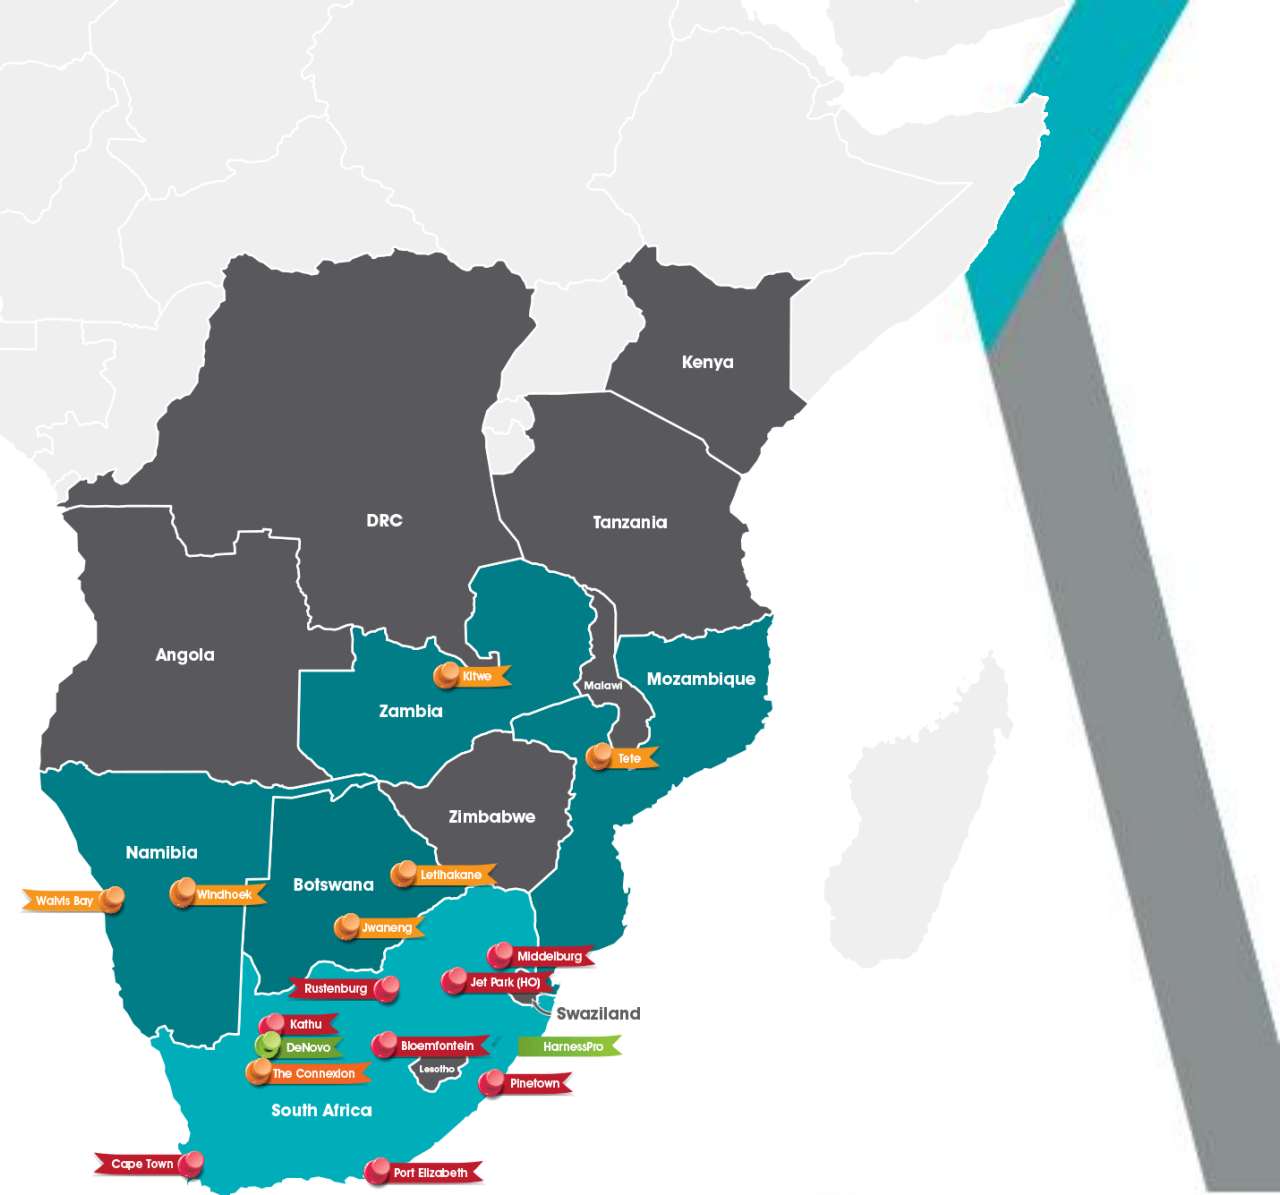 Kenya
DRC
Tanzania
Angola
Kitwe
Malawi
Mozambique
Zambia
Tete
Zimbabwe
Namibia
Letlhakane
Botswana
Walvis Bay
Windhoek
Jwaneng
Middelburg
Jet Park (HO)
Rustenburg
Swaziland
Kathu
DeNovo
Bloemfontein
HarnessPro
The Connexion
Lesotho
Pinetown
South Africa
Cape Town
Port Elizabeth